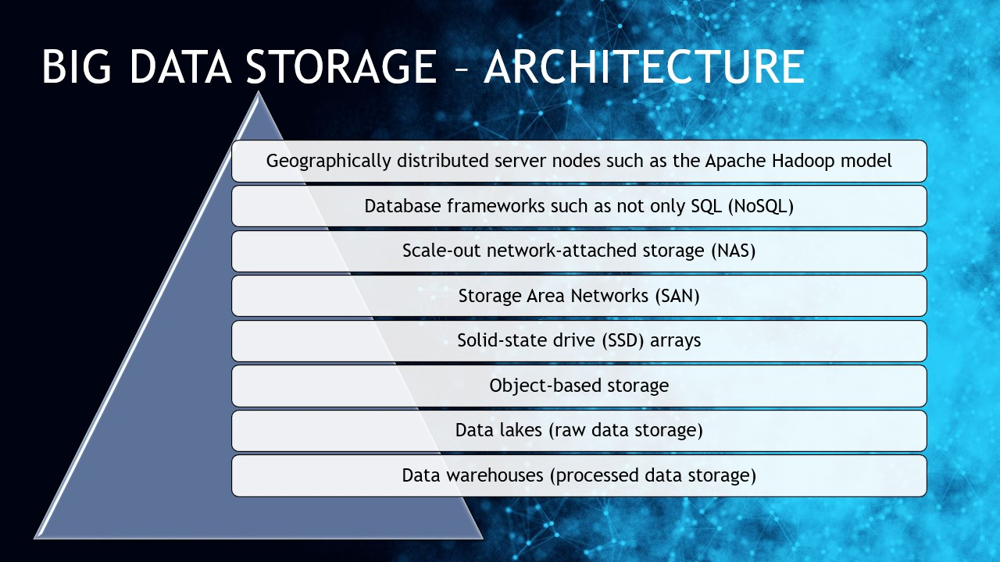 BIG DATA STORAGE – ARCHITECTURE
Geographically distributed server nodes such as the Apache Hadoop model
Database frameworks such as not only SQL (NoSQL)
Scale-out network-attached storage (NAS)
Storage Area Networks (SAN)
Solid-state drive (SSD) arrays
Object-based storage
Data lakes (raw data storage)
Data warehouses (processed data storage)